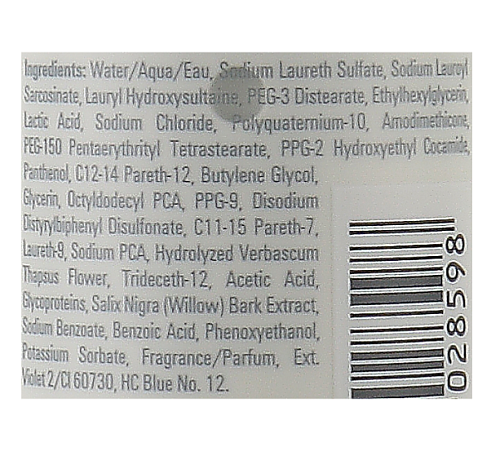 Ingredients: Water/Aqua/Eau, Sodium Laureth Sulfate, Sodium Lauroyl
Sarcosinate, Lauryl Hydroxysultaine, PEG-3 Distearate, Ethylhexylglycerin,
Lactic Acid, Sodium Chloride, Polyquaternium-10, Amodimethicone,
PEG-150 Pentaerythrityl Tetrastearate, PPG-2 Hydroxyethyl Cocamide,
Panthenol, C12-14 Pareth-12, Butylene Glycol,
Glycerin, Octyldodecyl PCA, PPG-9, Disodium
Distyrylbiphenyl Disulfonate, C11-15 Pareth-7,
Laureth-9, Sodium PCA, Hydrolyzed Verbascum
Thapsus Flower, Trideceth-12, Acetic Acid,
Glycoproteins, Salix Nigra (Willow) Bark Extract,
Sodium Benzoate, Benzoic Acid, Phenoxyethanol,
Potassium Sorbate, Fragrance/Parfum, Ext.
Violet 2/CI 60730, HC Blue No. 12.
028598